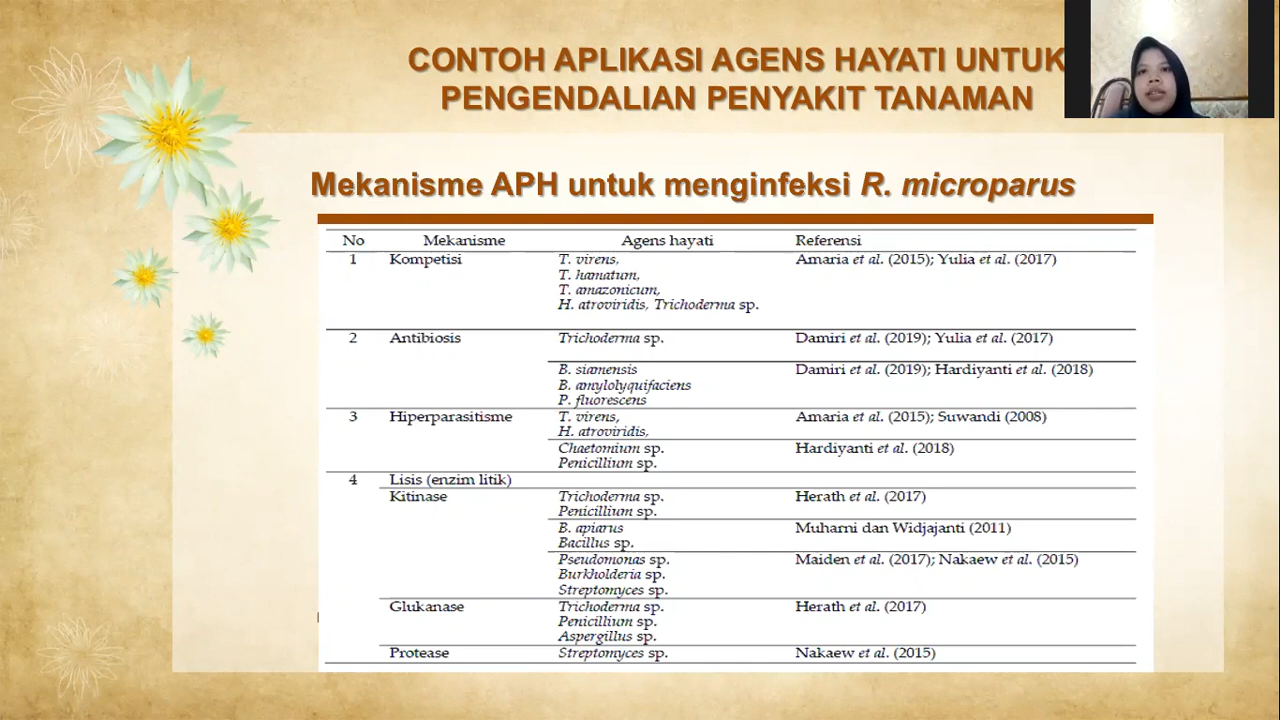 CONTOH APLIKASI AGENS HAYATI UNTUK
PENGENDALIAN PENYAKIT TANAMAN
Mekanisme APH untuk menginfeksi R. microparus
No Mekanisme Agens hayati Referensi
1 Kompetisi T. virens, Amaria et al. (2015); Yulia et al. (2017)
T. hamatum,
T. amazonicum,
H. atroviridis, Trichoderma sp.
2 Antibiosis Trichoderma sp. Damiri et al. (2019); Yulia et al. (2017)
B. siamensis Damiri et al. (2019); Hardiyanti et al. (2018)
B. amylolyquifaciens
P. fluorescens
3 Hiperparasitisme T. virens, Amaria et al. (2015); Suwandi (2008)
H. atroviridis,
Chaetomium sp. Hardiyanti et al. (2018)
Penicillium sp.
4 Lisis (enzim litik)
Kitinase Trichoderma sp. Herath et al. (2017)
Penicillium sp.
B. apiarus Muharni dan Widjajanti (2011)
Bacillus sp.
Pseudomonas sp. Maiden et al. (2017); Nakaew et al. (2015)
Burkholderia sp.
Streptomyces sp.
Glukanase Trichoderma sp. Herath et al. (2017)
Penicillium sp.
Aspergillus sp.
Protease Streptomyces sp. Nakaew et al. (2015)